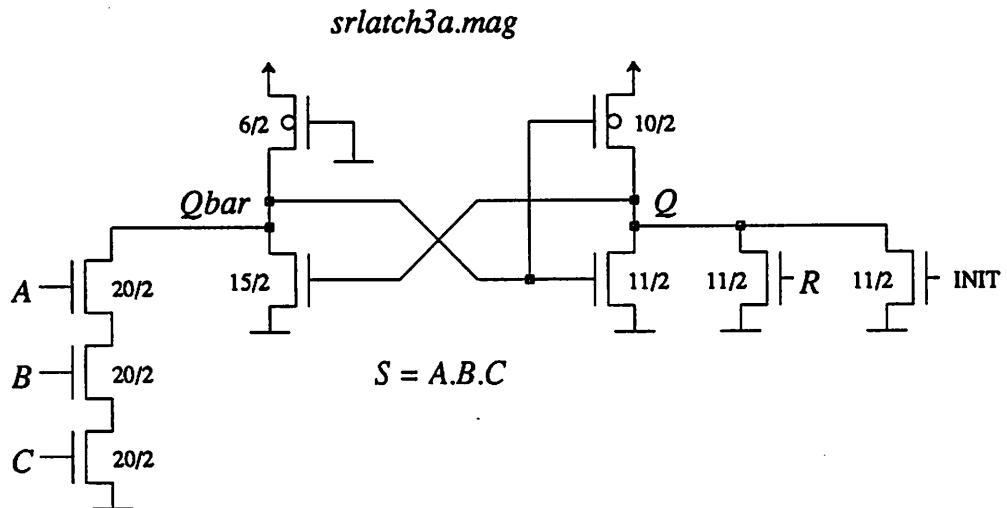 srlatch3a.mag
6/2
10/2
Qbar
Q
A
20/2
15/2
11/2
11/2
R
11/2
INIT
B
20/2
S = A.B.C
C
20/2